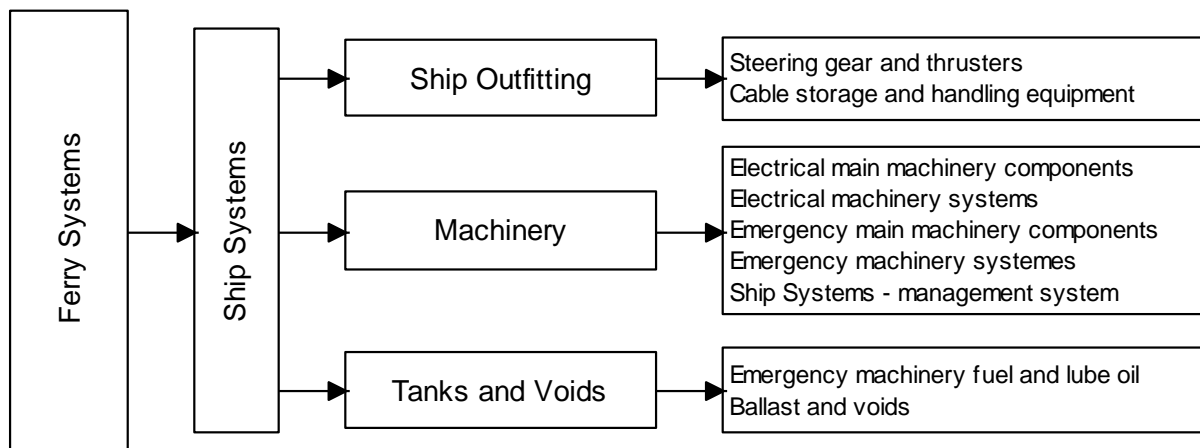 Ferry Systems
Ship Systems
Ship Outfitting
Steering gear and thrusters
Cable storage and handling equipment
Machinery
Electrical main machinery components
Electrical machinery systems
Emergency main machinery components
Emergency machinery systemes
Ship Systems - management system
Tanks and Voids
Emergency machinery fuel and lube oil
Ballast and voids